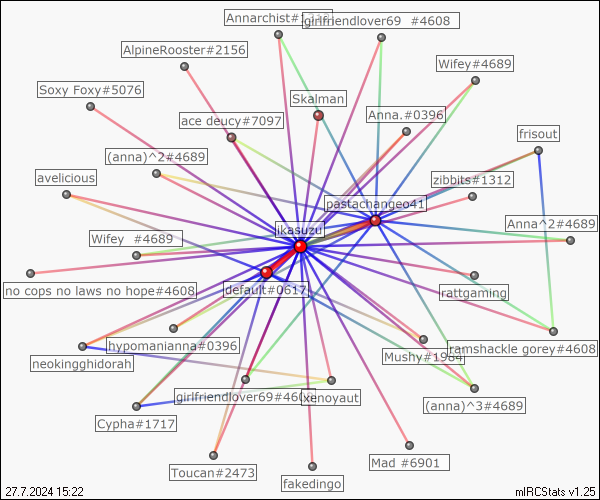 Annarchist#
girlfriendlover69 #4608
AlpineRooster#2156
Wifey#4689
Soxy Foxy#5076
Skalman
ace deucy#7097
Anna.#0396
frisout
(anna)^2#4689
avelicious
zibbits#1312
pastachangeo41
Anna^2#4689
ikasuzu
Wifey #4689
no cops no laws no hope#4608
default#0617
rattgaming
hypomanianna#0396
ramshackle gorey#4608
neokingghidorah
Mushy#1984
girlfriendlover69#460
xenoyaut
(anna)^3#4689
Cypha#1717
Toucan#2473
Mad #6901
fakedingo
27.7.2024 15:22
mIRCStats v1.25